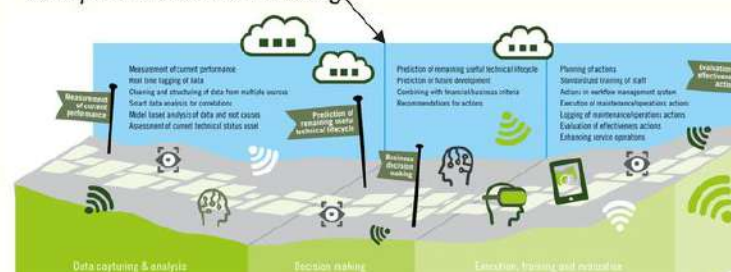 Measurement of current performance
Real time logging of data
Cleaning and structuring of data from multiple sources
Smart data analysis for correlations
Model based analysis of data and root causes
Assessment of current technical status asset
Prediction of remaining useful technical lifecycle
Prediction of future development
Combining with financial/business criteria
Recommendations for actions
Planning of actions
Standardized training of staff
Actions in workflow management system
Execution of maintenance/operations actions
Logging of maintenance/operations actions
Evaluation of effectiveness actions
Enhancing service operations
Measurement
of current
performance
Prediction of
remaining useful
technical lifecycle
Business
decision
making
Evaluation
effectiveness
Data capturing & analysis
Decision making
Execution, training and evaluation